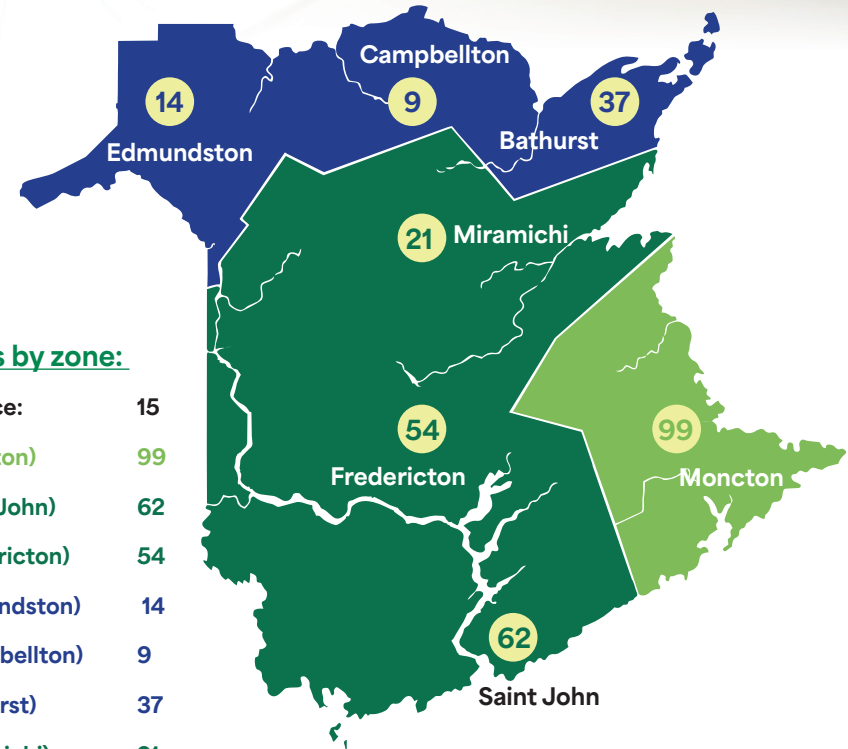 Campbellton
14
9
37
Edmundston
Bathurst
21 Miramichi
s by zone:
ce: 15
ton) 99
John) 62
54
Fredericton
99
Moncton
ricton) 54
ndston) 14
bellton) 9
62
rst) 37
Saint John